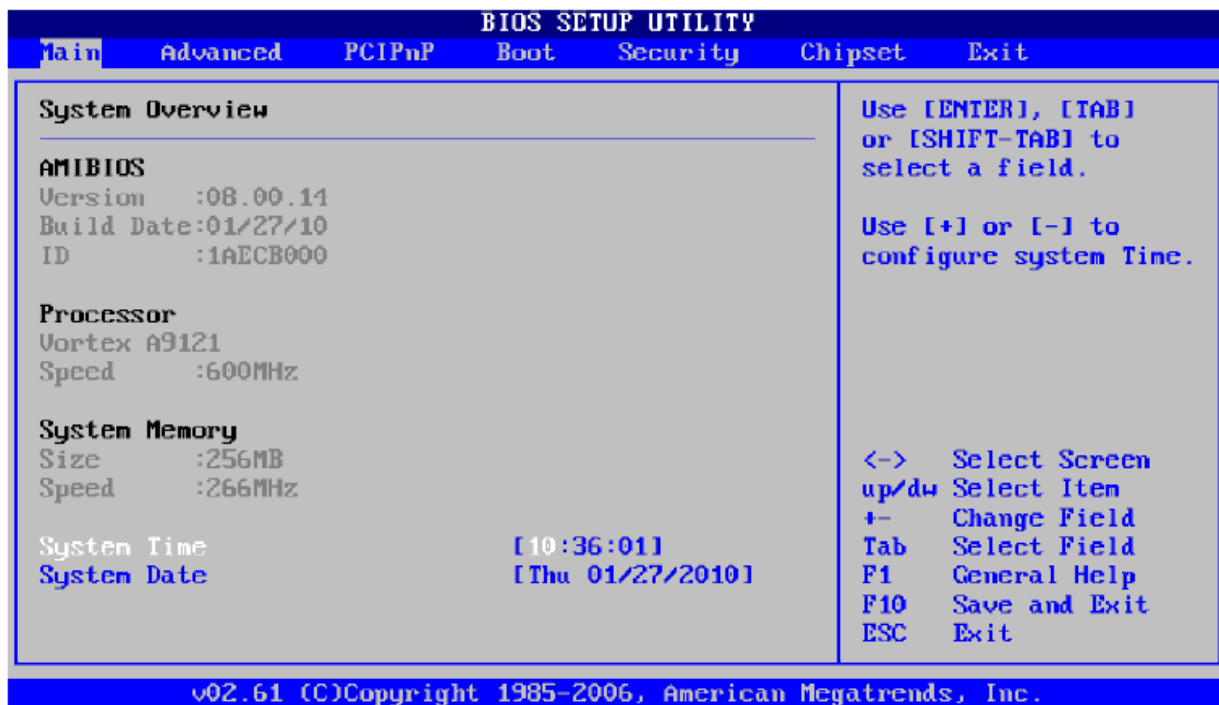 BIOS SETUP UTILITY
Main Advanced PCIPnP Boot Security Chipset Exit
System Overview
AMIBIOS
Version :08.00.14
Build Date:01/27/10
ID :1AECB000
Processor
Vortex A9121
Speed :600MHz
System Memory
Size :256MB
Speed :266MHz
System Time [10:36:01]
System Date [Thu 01/27/2010]
Use [ENTER], [TAB]
or [SHIFT-TAB] to
select a field.
Use [+] or [-] to
configure system Time.
<-> Select Screen
up/dw Select Item
+- Change Field
Tab Select Field
F1 General Help
F10 Save and Exit
ESC Exit
v02.61 (C)Copyright 1985-2006, American Megatrends, Inc.